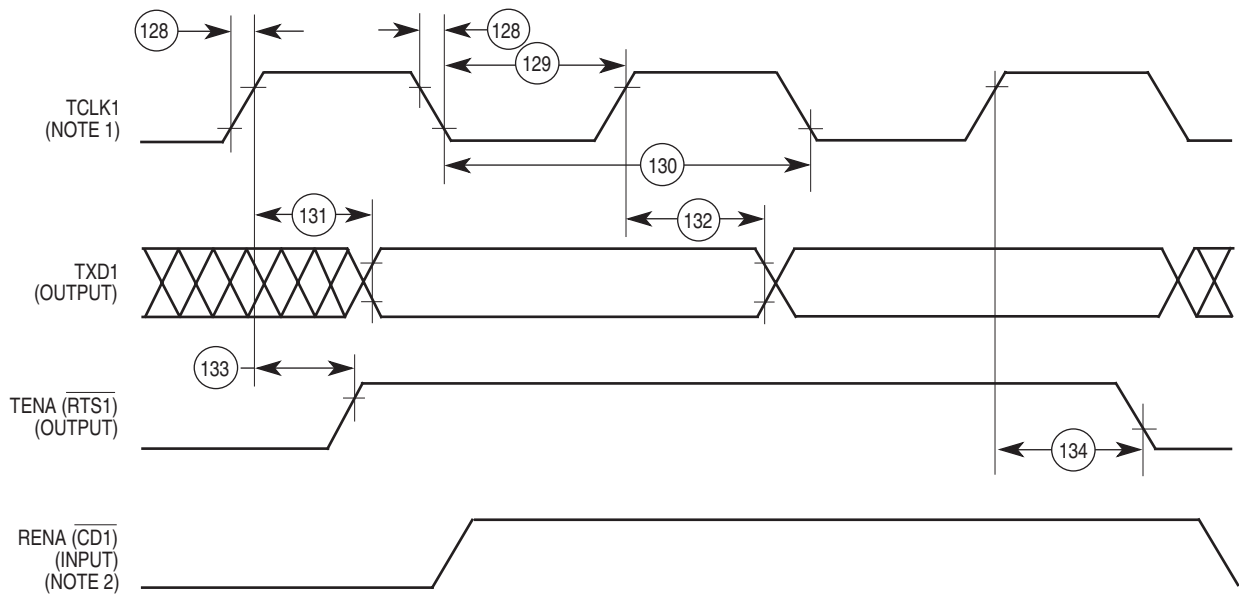 128
128
129
TCLK1
(NOTE 1)
130
131
132
TXD1
(OUTPUT)
133
TENA (RTS1)
(OUTPUT)
134
RENA (CD1)
(INPUT)
(NOTE 2)